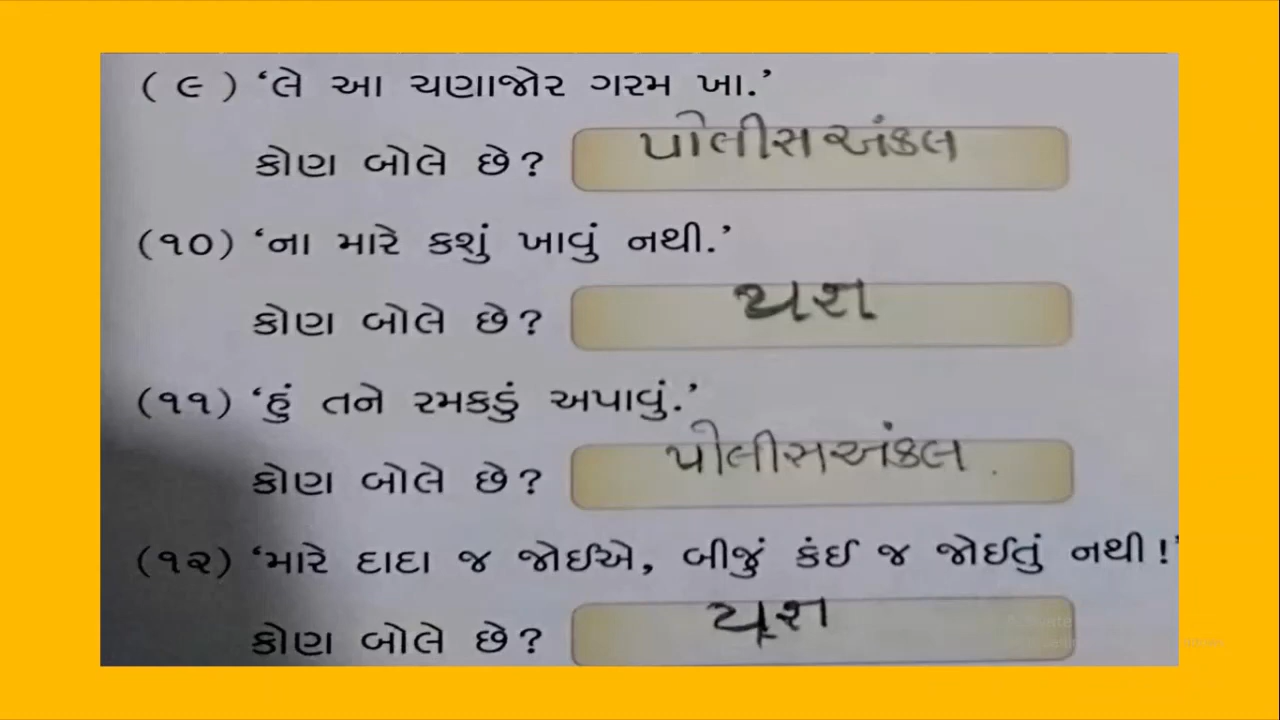 (૯) ‘લે આ ચણાજોર ગરમ ખા.’
કોણ બોલે છે? પોલીસઅંકલ
(૧૦) ‘ના મારે કશું ખાવું નથી.’
કોણ બોલે છે? યશ
(૧૧) ‘હું તને રમકડું અપાવું.’
કોણ બોલે છે? પોલીસઅંકલ.
(૧૨) ‘મારે દાદા જ જોઈએ, બીજું કંઈ જ જોઈતું નથી!’
કોણ બોલે છે? યશ